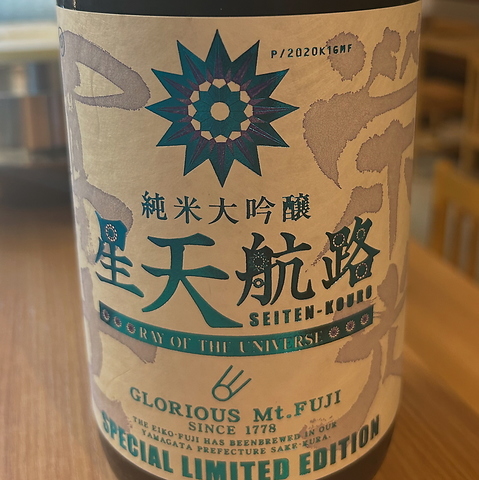 P/2020K16MF
純米大吟醸
星天航路
SEITEN-KOURO
RAY OF THE UNIVERSE
GLORIOUS Mt.FUJI
SINCE 1778
THE EIKO-FUJI HAS BEENBREWED IN OUR
YAMAGATA PREFECTURE SAKE-KURA.
SPECIAL LIMITED EDITION